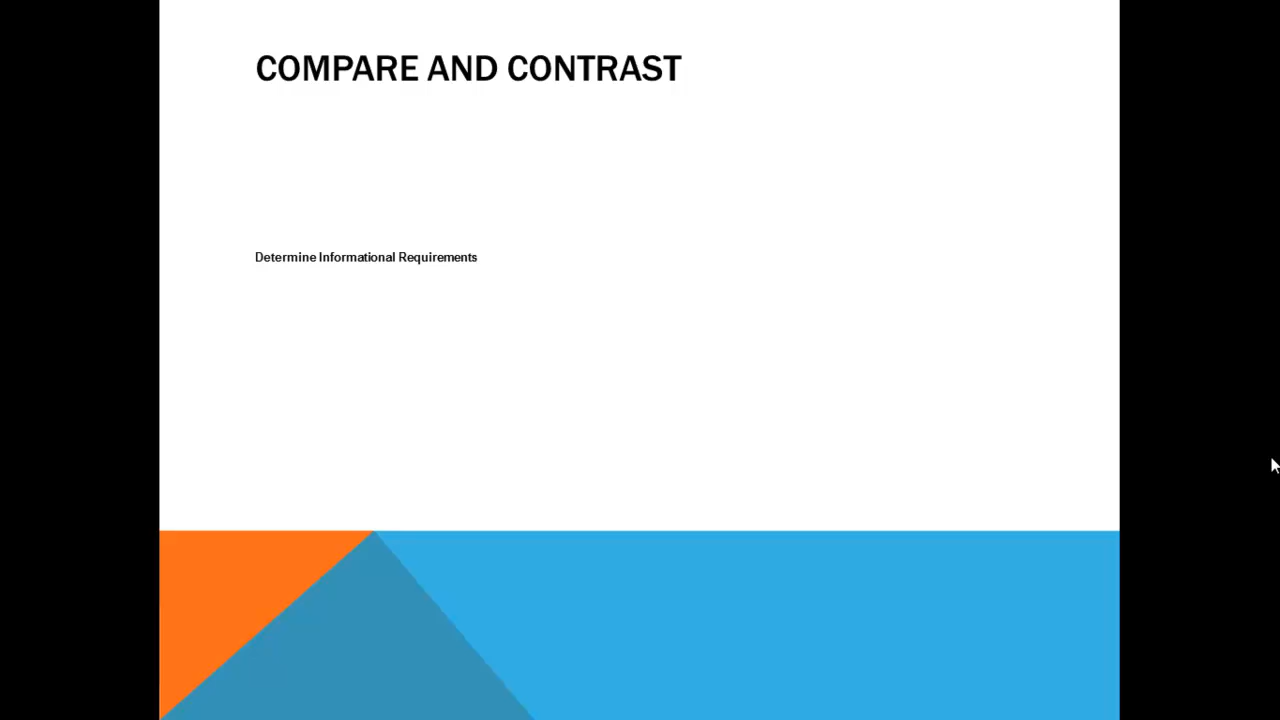 COMPARE AND CONTRAST
Determine Informational Requirements